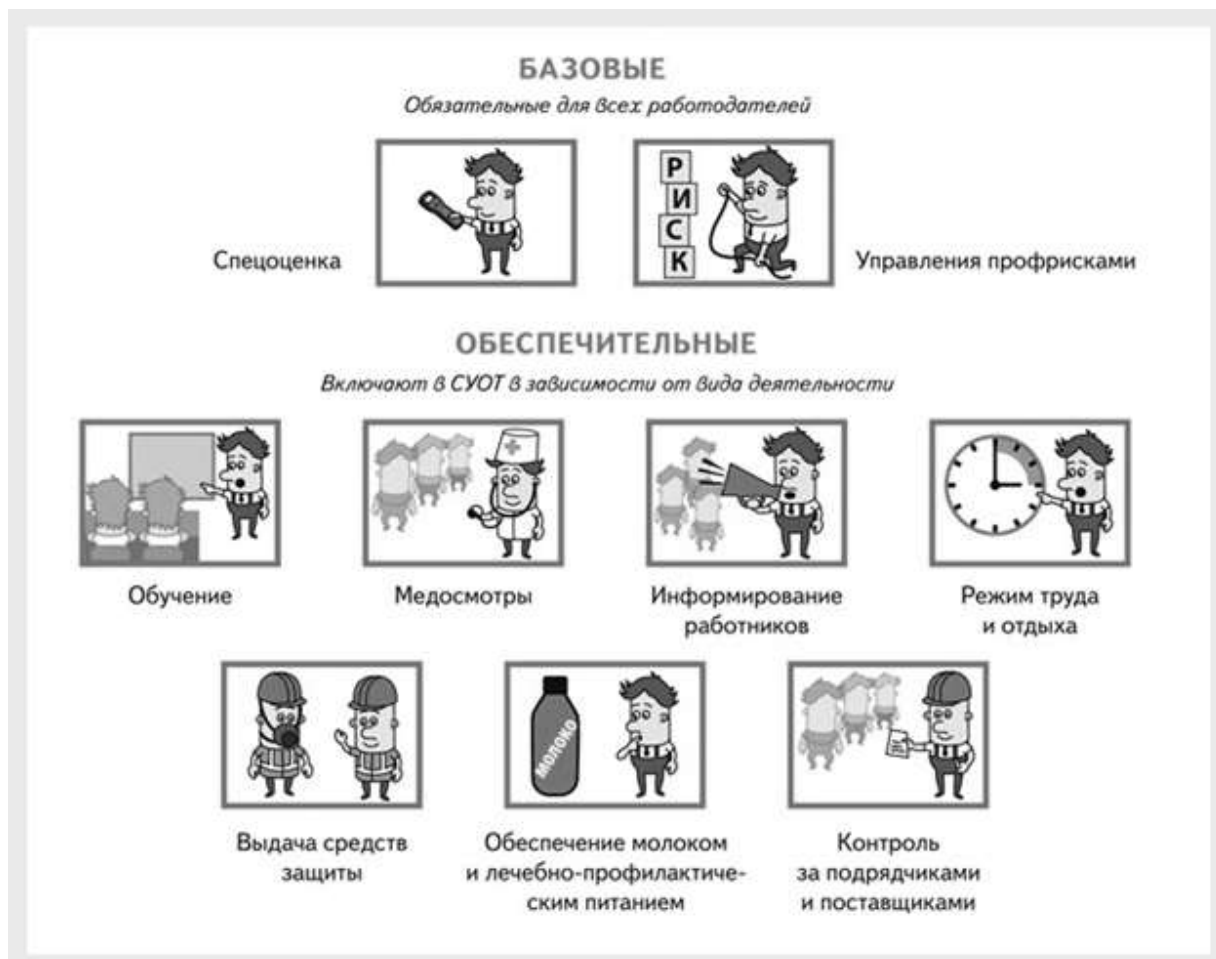 БАЗОВЫЕ
Обязательные для всех работодателей
РИСК
Спецоценка
Управления профрисками
ОБЕСПЕЧИТЕЛЬНЫЕ
Включают в СУОТ в зависимости от вида деятельности
Обучение
Медосмотры
Информирование
работников
Режим труда
и отдыха
МОЛОКО
Выдача средств
защиты
Обеспечение молоком
и лечебно-профилактиче-
ским питанием
Контроль
за подрядчиками
и поставщиками